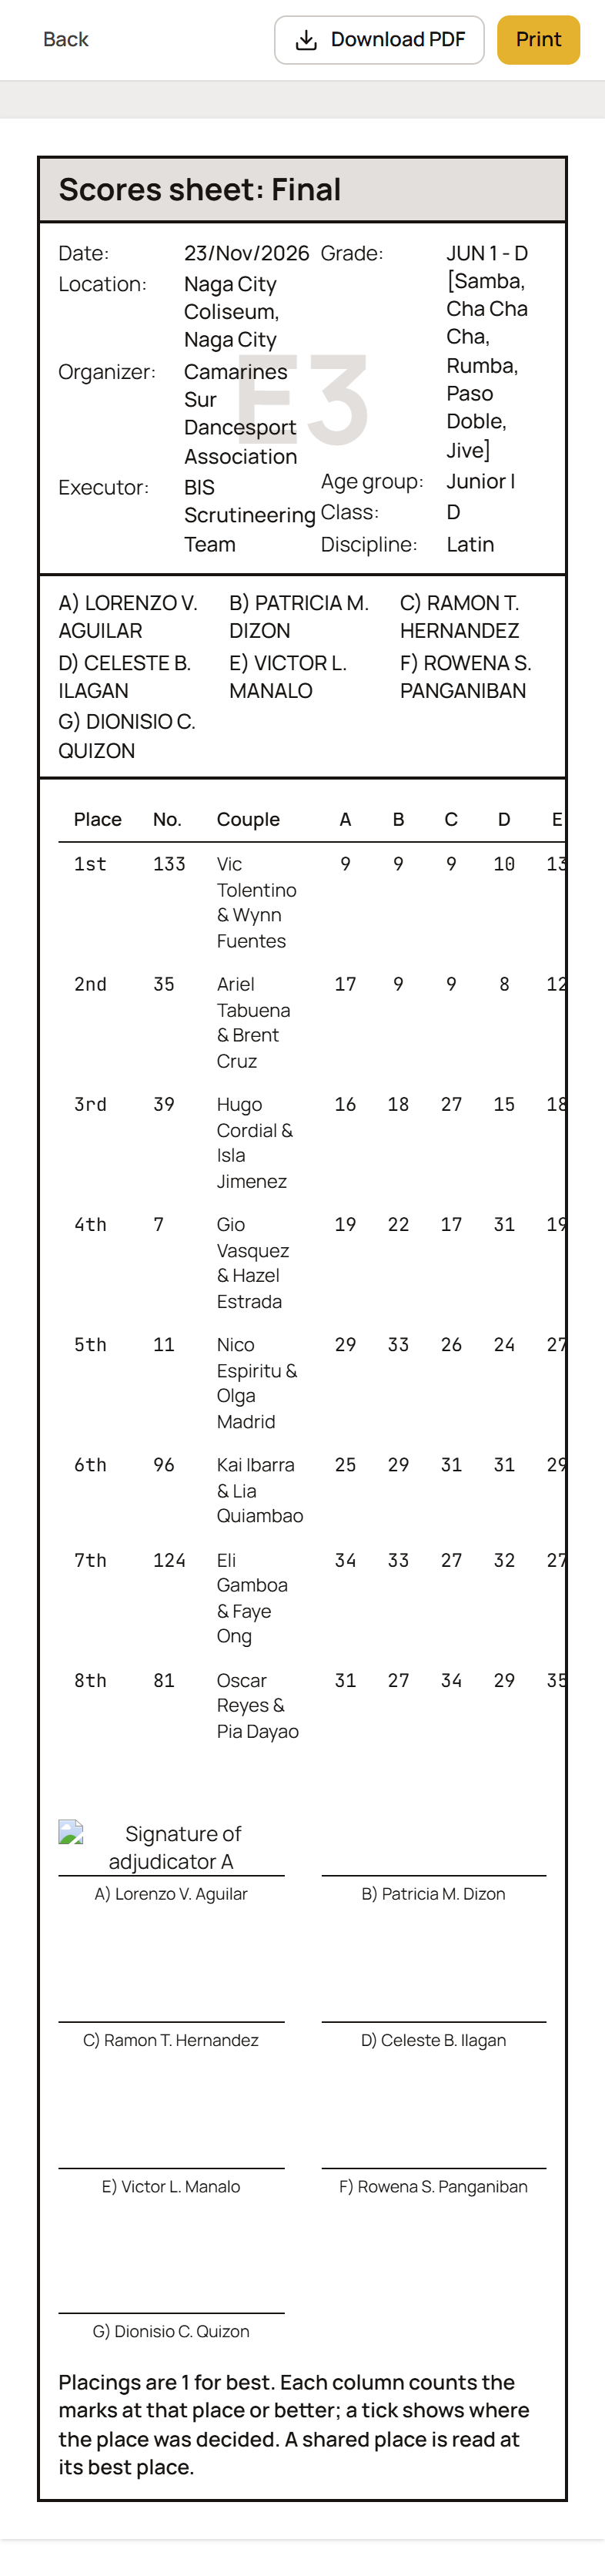 Back
Download PDF
Print
Scores sheet: Final
Date: 23/Nov/2026
Location: Naga City
Coliseum,
Naga City
Organizer: Camarines
Sur
Dancesport
Association
Executor: BIS
Scrutineering
Team
Grade: JUN 1 - D
[Samba,
Cha Cha
Cha,
Rumba,
Paso
Doble,
Jive]
Age group: Junior I
Class: D
Discipline: Latin
E3
A) LORENZO V.
AGUILAR
B) PATRICIA M.
DIZON
C) RAMON T.
HERNANDEZ
D) CELESTE B.
ILAGAN
E) VICTOR L.
MANALO
F) ROWENA S.
PANGANIBAN
G) DIONISIO C.
QUIZON
Place No. Couple A B C D E
1st 133 Vic 9 9 9 10 13
Tolentino
& Wynn
Fuentes
2nd 35 Ariel 17 9 9 8 12
Tabuena
& Brent
Cruz
3rd 39 Hugo 16 18 27 15 18
Cordial &
Isla
Jimenez
4th 7 Gio 19 22 17 31 19
Vasquez
& Hazel
Estrada
5th 11 Nico 29 33 26 24 27
Espiritu &
Olga
Madrid
6th 96 Kai Ibarra 25 29 31 31 29
& Lia
Quiambao
7th 124 Eli 34 33 27 32 27
Gamboa
& Faye
Ong
8th 81 Oscar 31 27 34 29 35
Reyes &
Pia Dayao
Signature of
adjudicator A
A) Lorenzo V. Aguilar
B) Patricia M. Dizon
C) Ramon T. Hernandez
D) Celeste B. Ilagan
E) Victor L. Manalo
F) Rowena S. Panganiban
G) Dionisio C. Quizon
Placings are 1 for best. Each column counts the
marks at that place or better; a tick shows where
the place was decided. A shared place is read at
its best place.